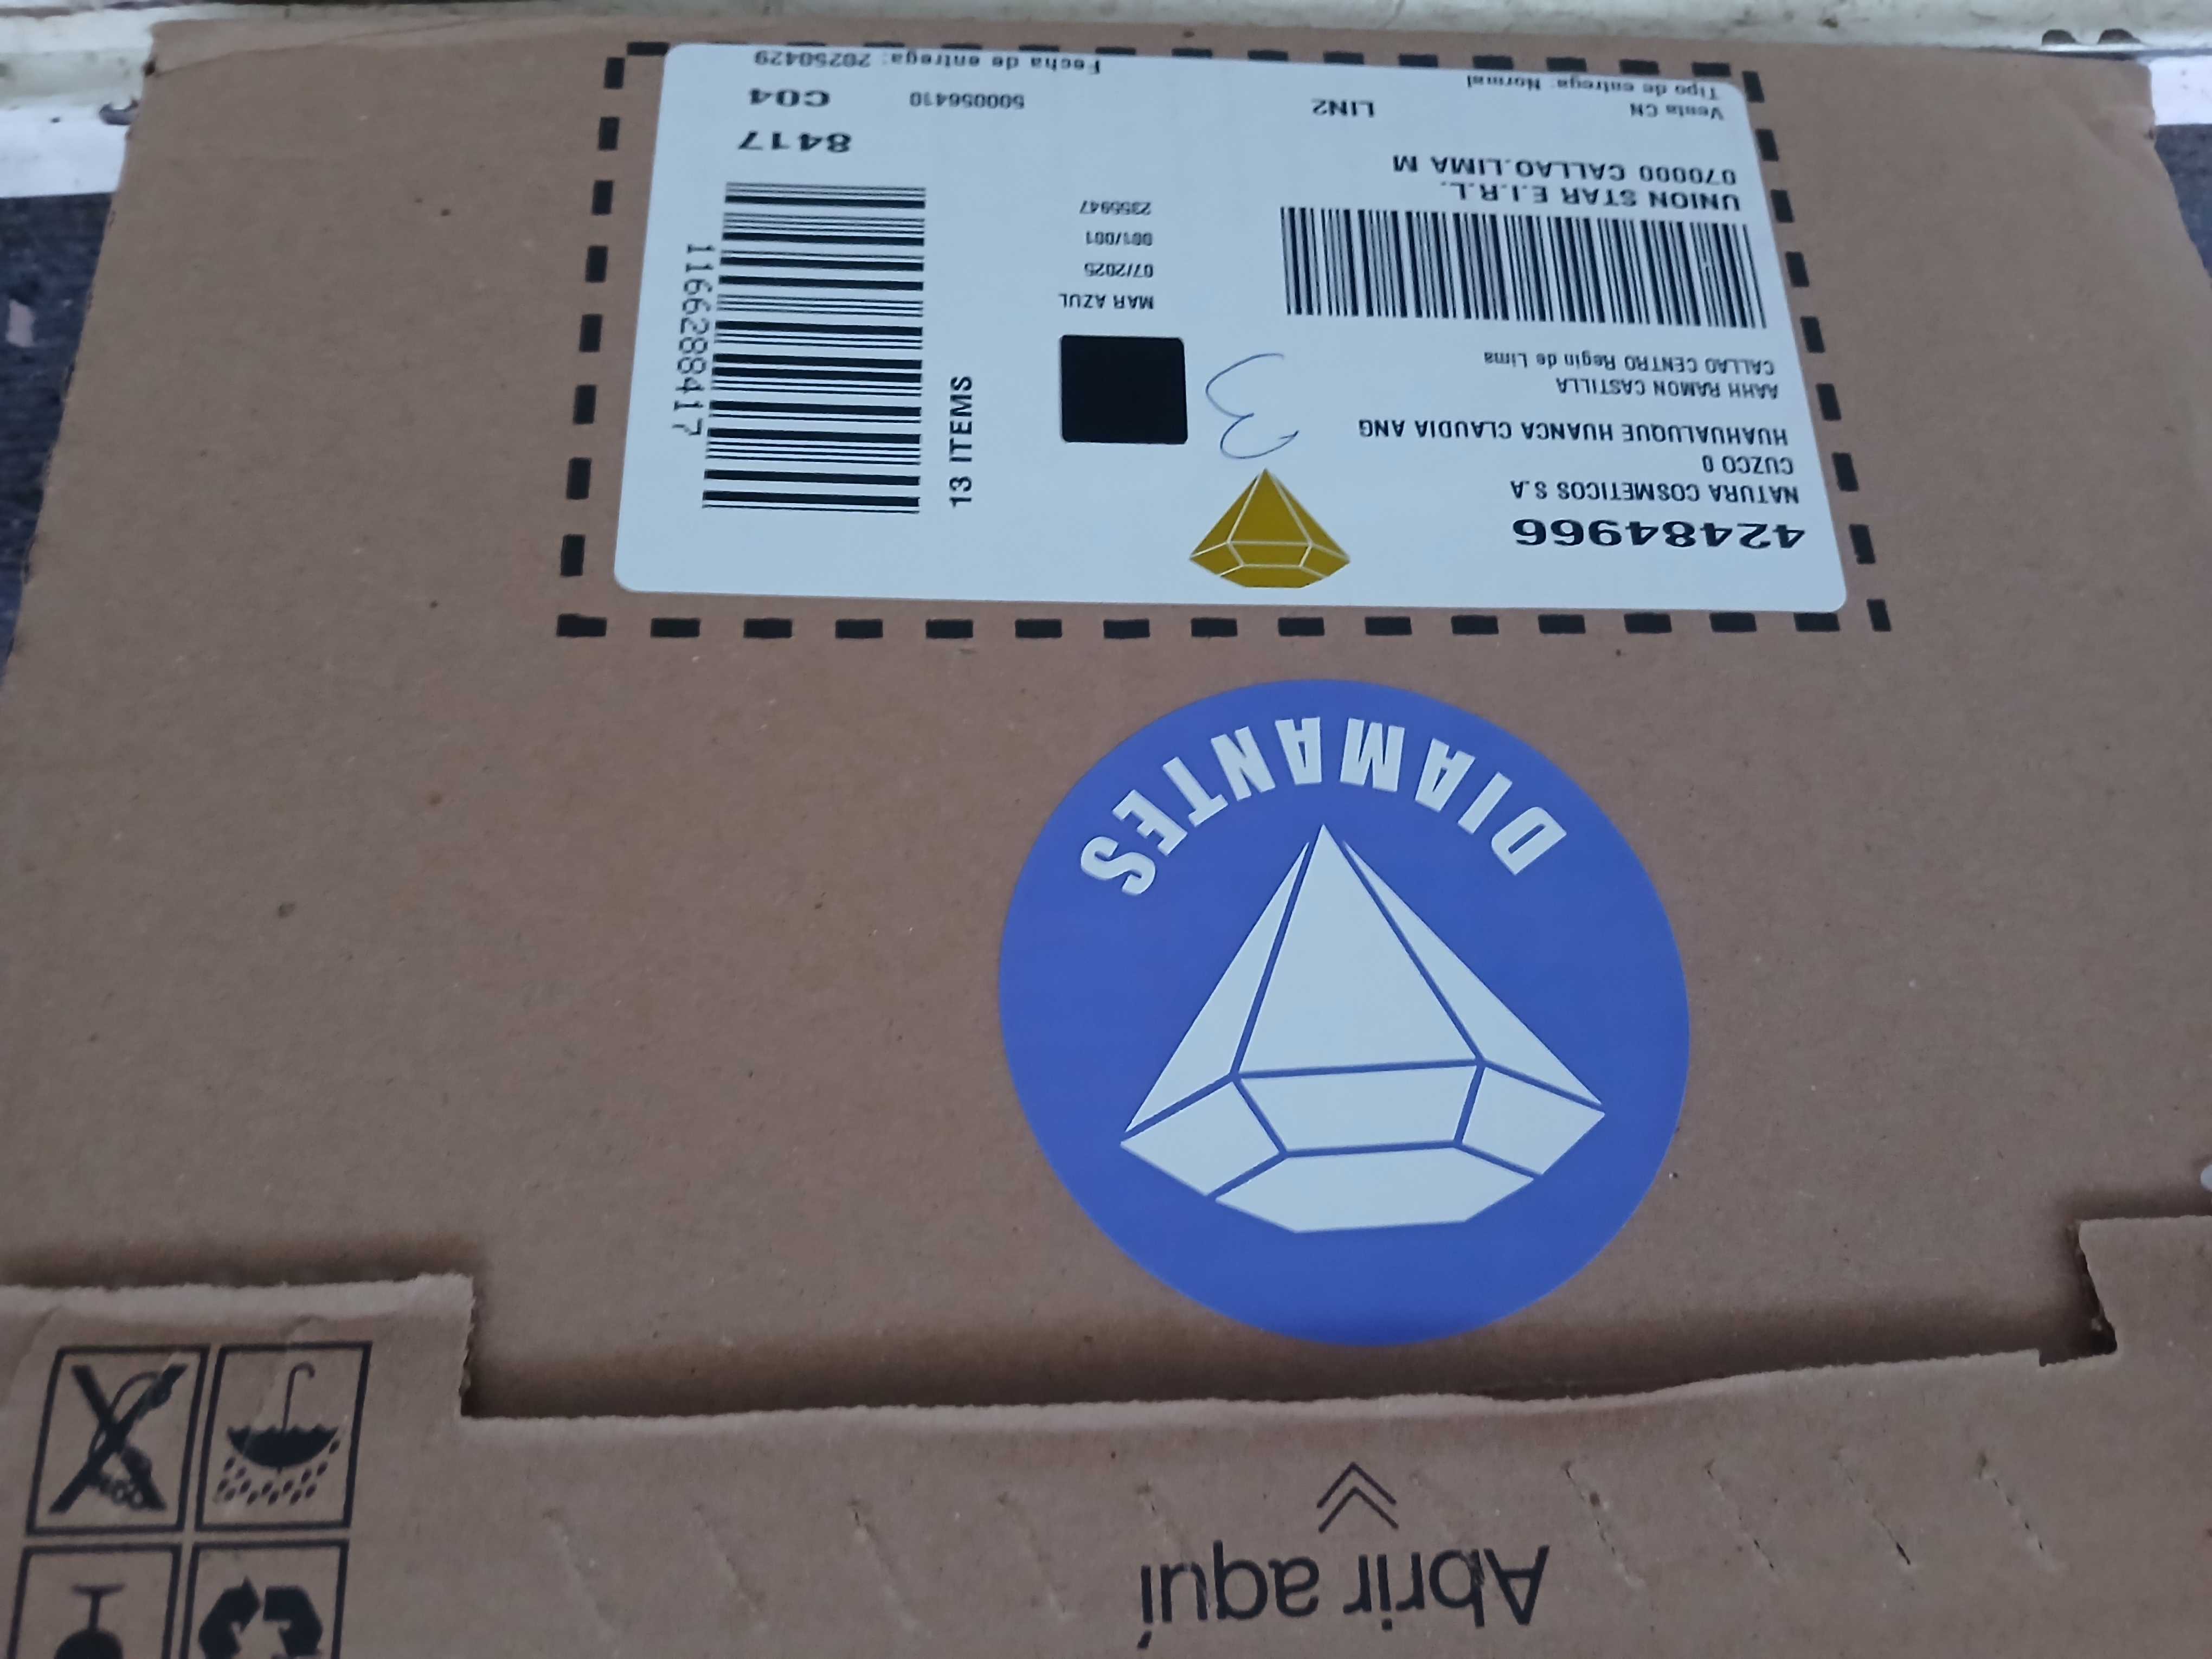 42484966
NATURA COSMETICOS S.A
CUZCO 0
HUAHUALUQUE HUANCA CLAUDIA ANG
AAHH RAMON CASTILLA
CALLAO CENTRO Regin de Lima
UNION STAR E.I.R.L.
070000 CALLAO.LIMA M
Venta CN
LIN2
Tipo de entrega: Normal
3
MAR AZUL
07/2025
001/001
2355947
13 ITEMS
1166288417
8417
500056410
C04
Fecha de entrega: 20250429
DIAMANTES
Abrir aquí